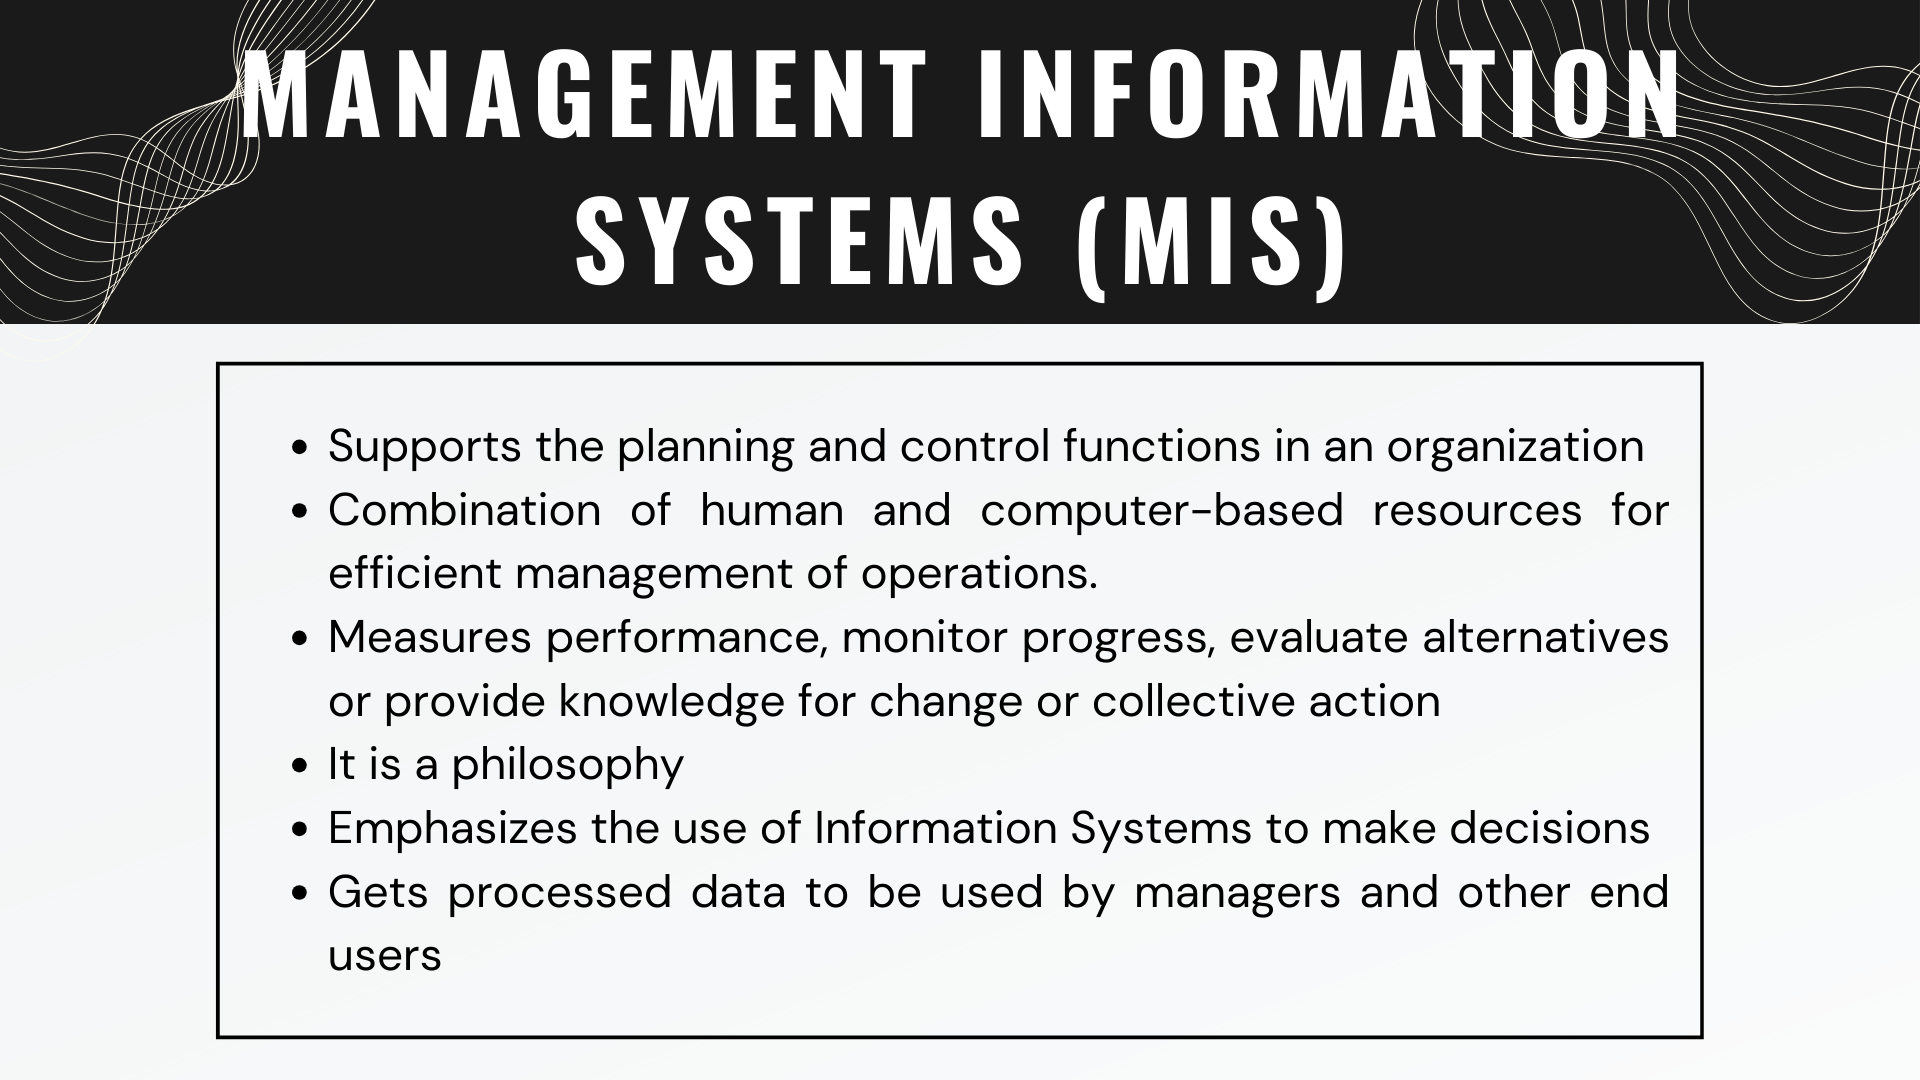 MANAGEMENT INFORMATION
SYSTEMS (MIS)
• Supports the planning and control functions in an organization
• Combination of human and computer-based resources for
efficient management of operations.
• Measures performance, monitor progress, evaluate alternatives
or provide knowledge for change or collective action
• It is a philosophy
• Emphasizes the use of Information Systems to make decisions
• Gets processed data to be used by managers and other end
users